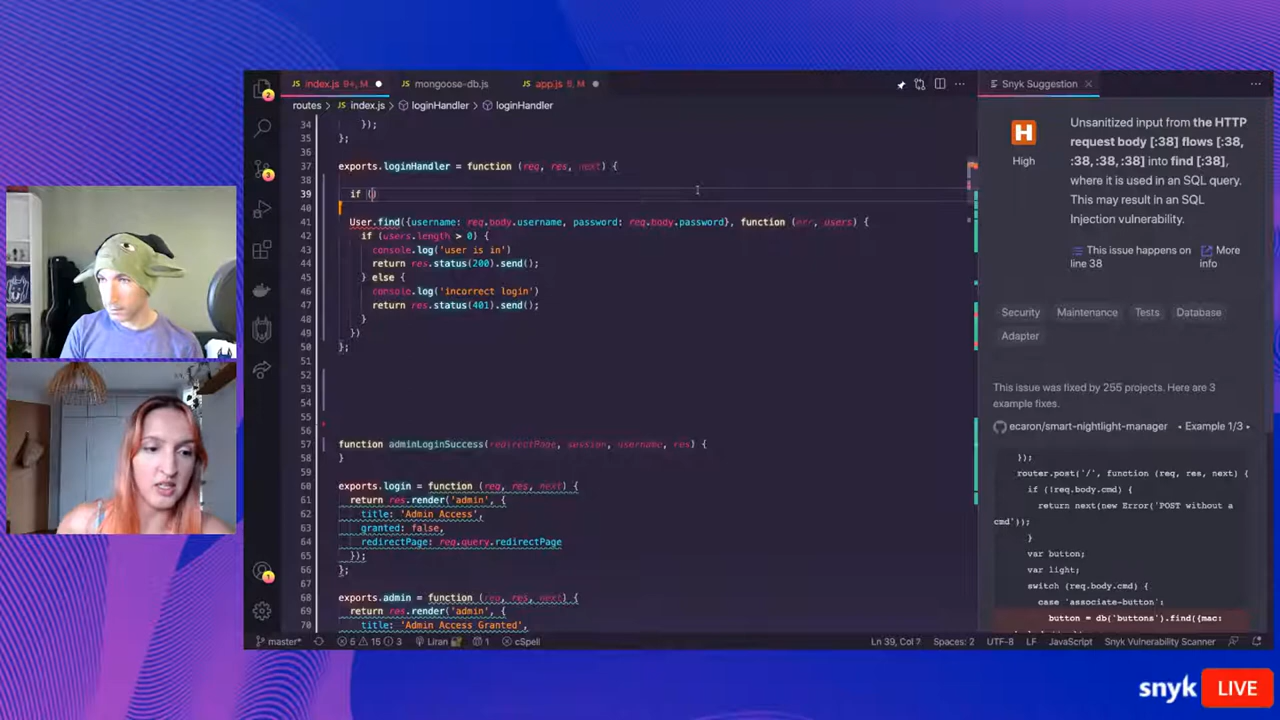 index.js 9+, M
mongoose-db.js
app.js 5, M
Snyk Suggestion
routes > index.js > loginHandler > loginHandler
34 });
35 };
36
37 exports.loginHandler = function (req, res, next) {
38
39 if ()
40
41 User.find({username: req.body.username, password: req.body.password}, function (err, users) {
42 if (users.length > 0) {
43 console.log('user is in')
44 return res.status(200).send();
45 } else {
46 console.log('incorrect login')
47 return res.status(401).send();
48 }
49 })
50 };
51
52
53
54
55
56
57 function adminLoginSuccess(redirectPage, session, username, res) {
58 }
59
60 exports.login = function (req, res, next) {
61 return res.render('admin', {
62 title: 'Admin Access',
63 granted: false,
64 redirectPage: req.query.redirectPage
65 });
66 };
67
68 exports.admin = function (req, res, next) {
69 return res.render('admin', {
70 title: 'Admin Access Granted',
H
High
Unsanitized input from the HTTP
request body [:38] flows [:38,
:38, :38, :38] into find [:38],
where it is used in an SQL query.
This may result in an SQL
Injection vulnerability.
This issue happens on
line 38
More
info
Security
Maintenance
Tests
Database
Adapter
This issue was fixed by 255 projects. Here are 3
example fixes.
ecaron/smart-nightlight-manager
• Example 1/3 •
});
router.post('/', function (req, res, next) {
if (!req.body.cmd) {
return next(new Error('POST without a
cmd'));
}
var button;
var light;
switch (req.body.cmd) {
case 'associate-button':
button = db('buttons').find({mac:
2
3
1
master*
6 15 3
Liran
1
cSpell
Ln 39, Col 7
Spaces: 2
UTF-8
LF
JavaScript
Snyk Vulnerability Scanner
snyk
LIVE